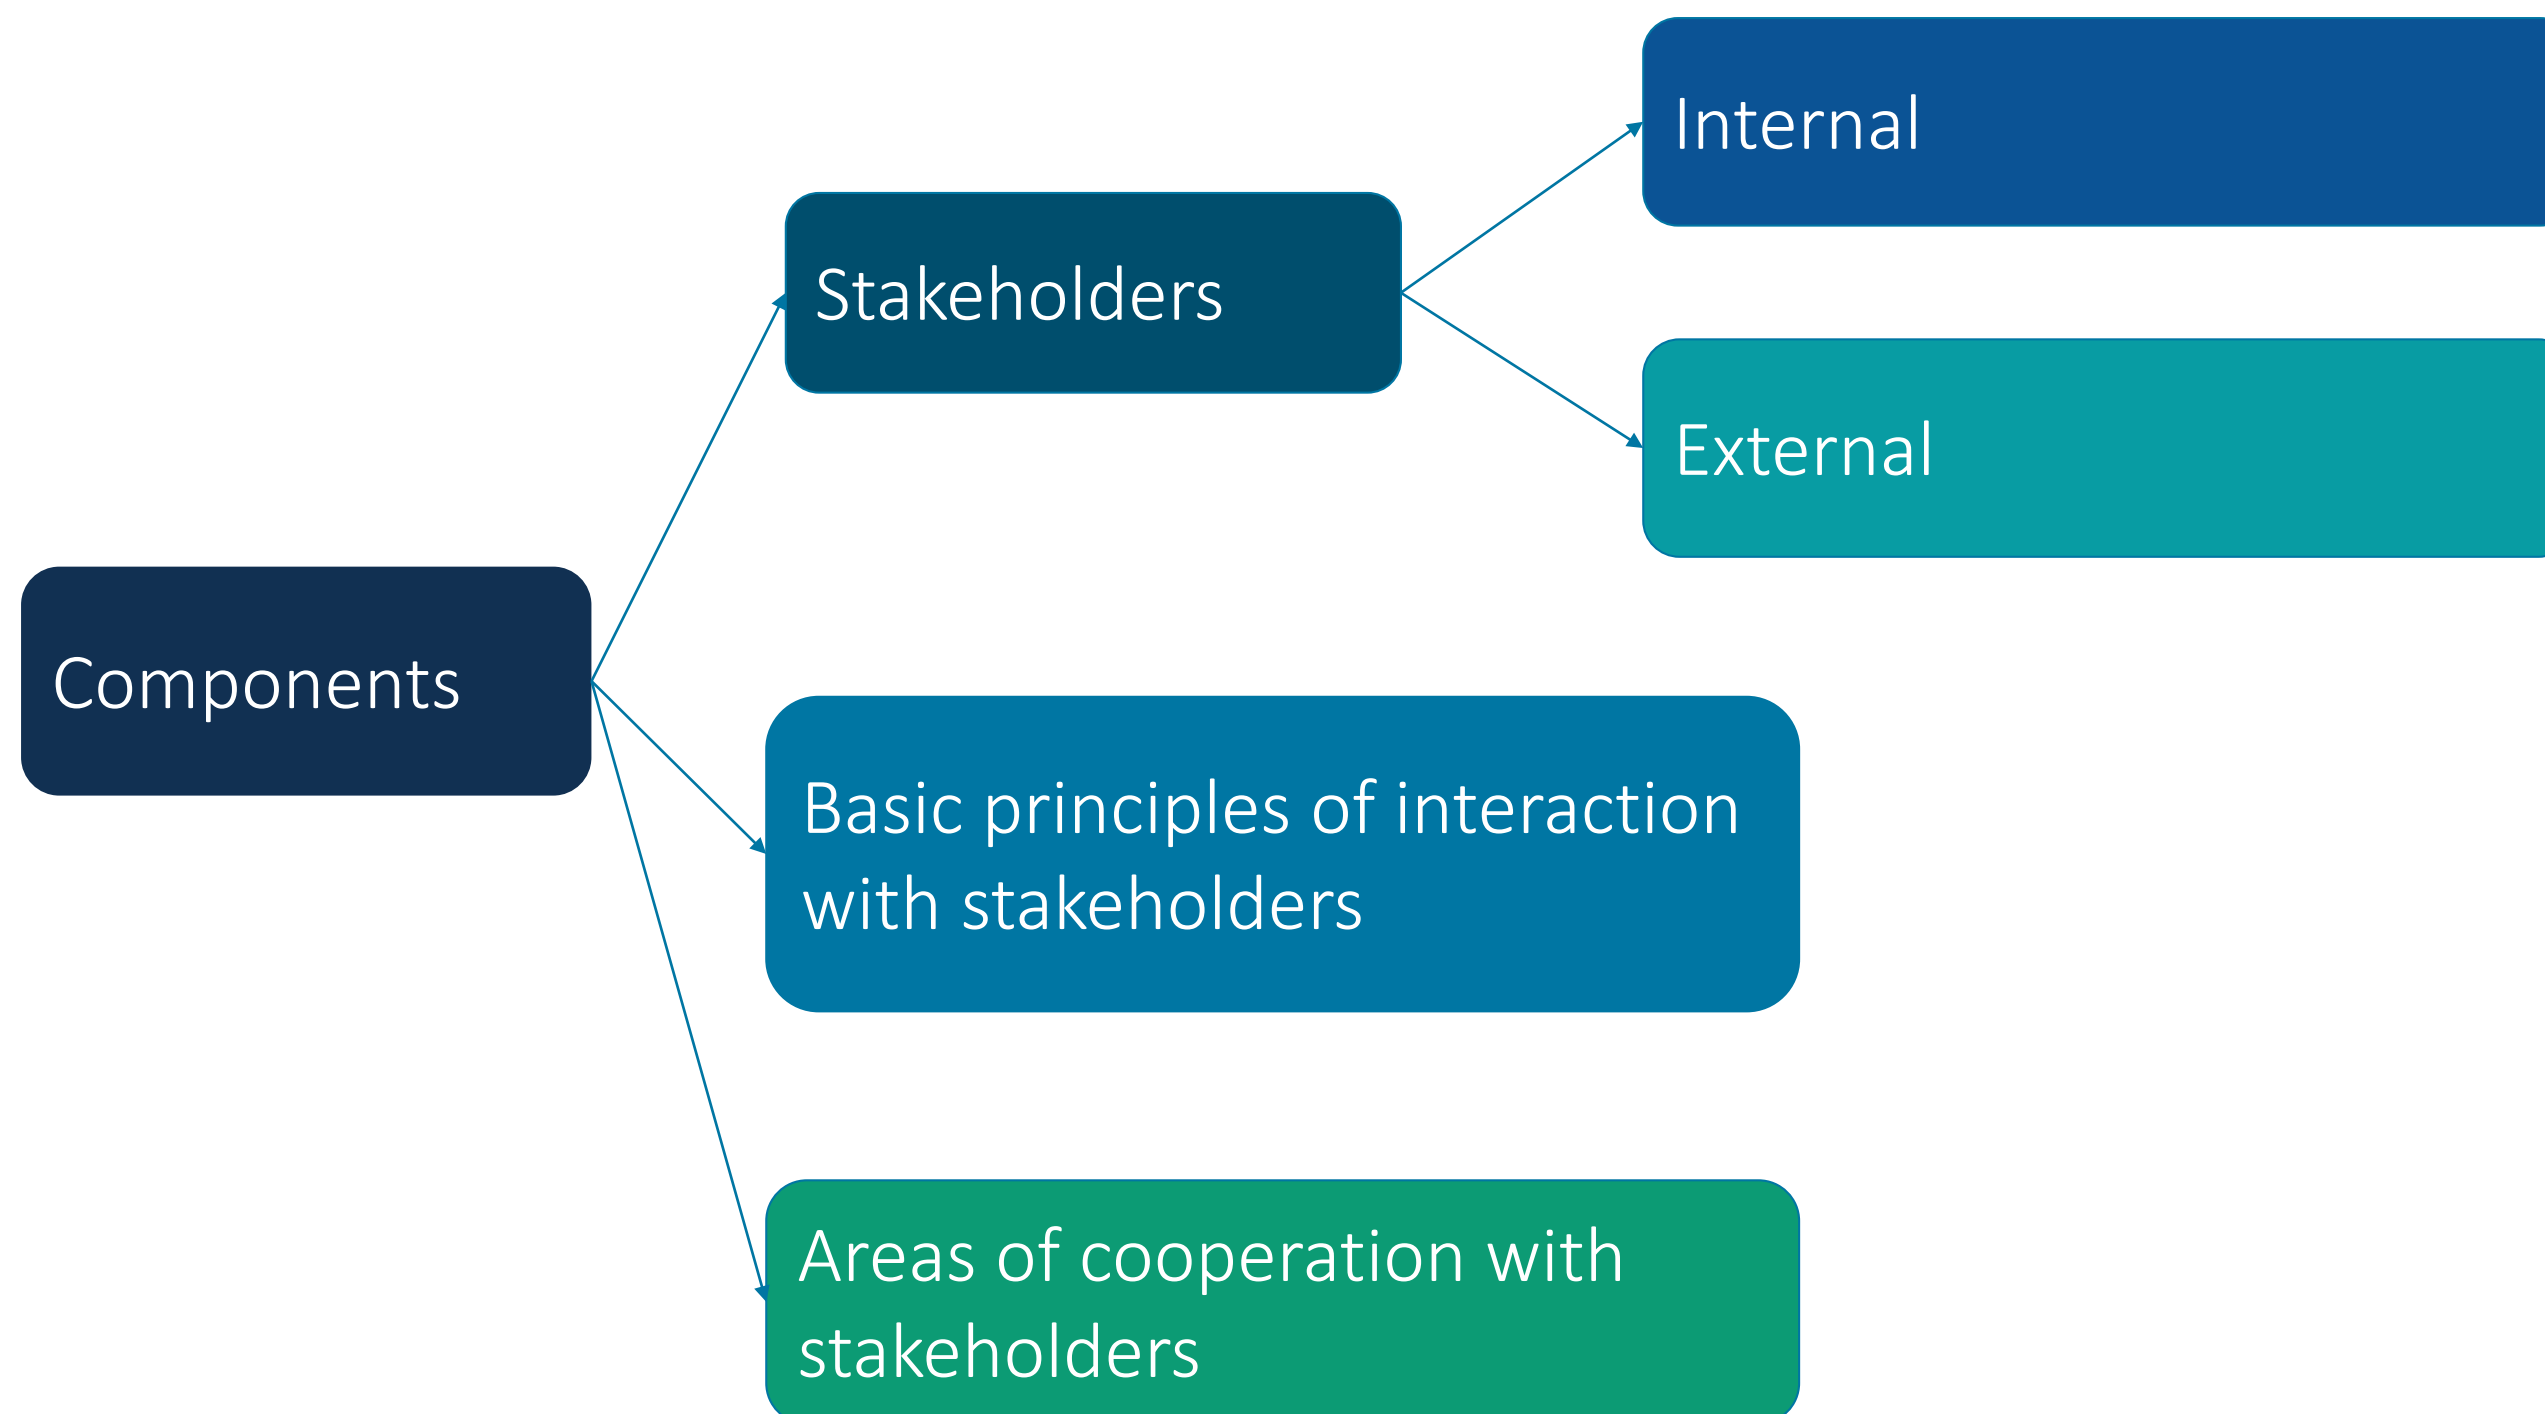 Internal
Stakeholders
External
Components
Basic principles of interaction
with stakeholders
Areas of cooperation with
stakeholders